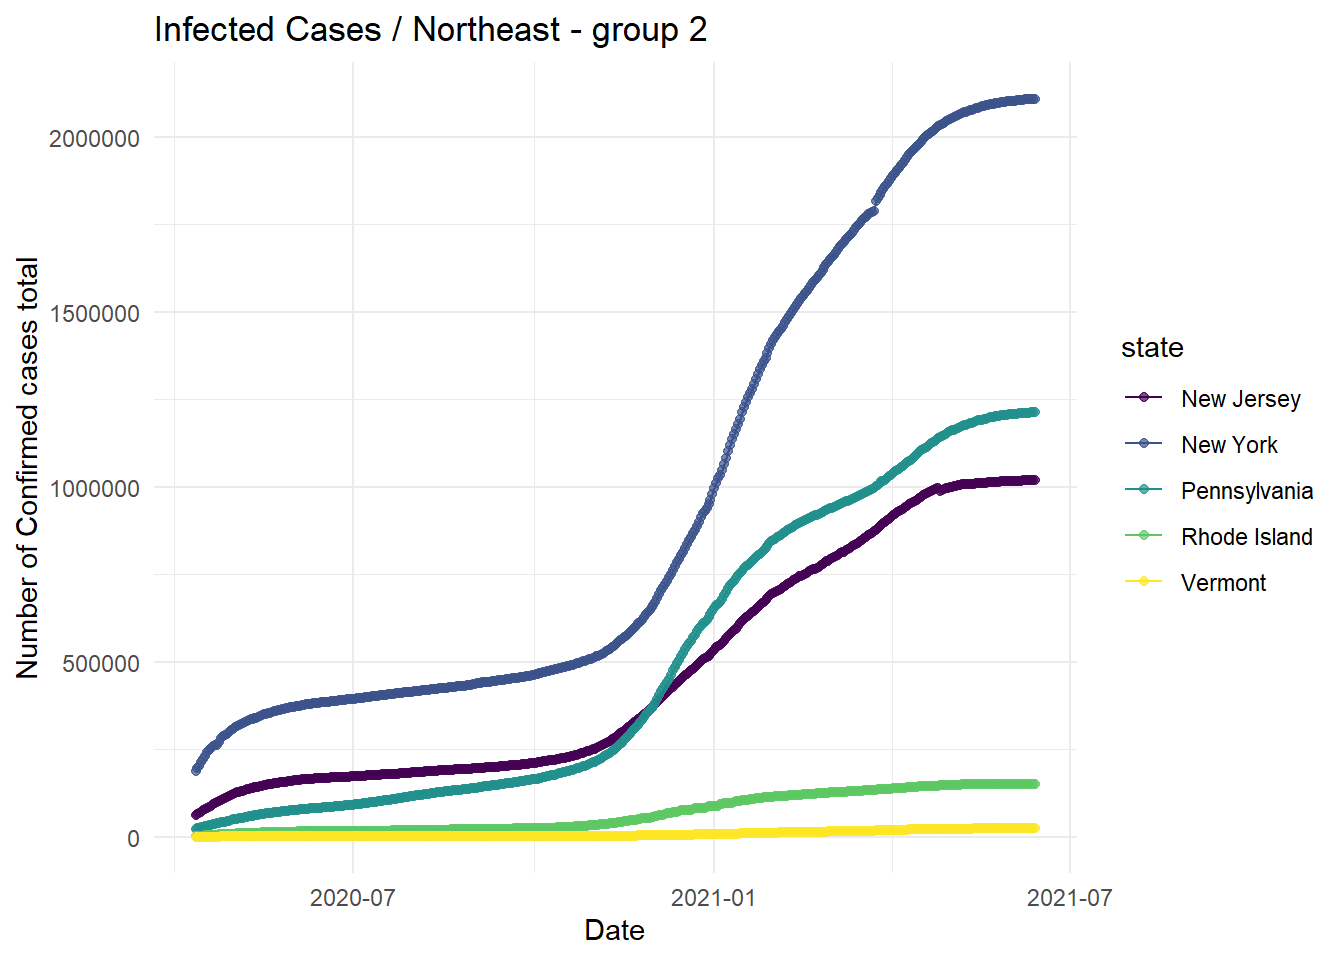 Infected Cases / Northeast - group 2
Number of Confirmed cases total
2000000
1500000
1000000
500000
0
2020-07
2021-01
2021-07
Date
state
New Jersey
New York
Pennsylvania
Rhode Island
Vermont